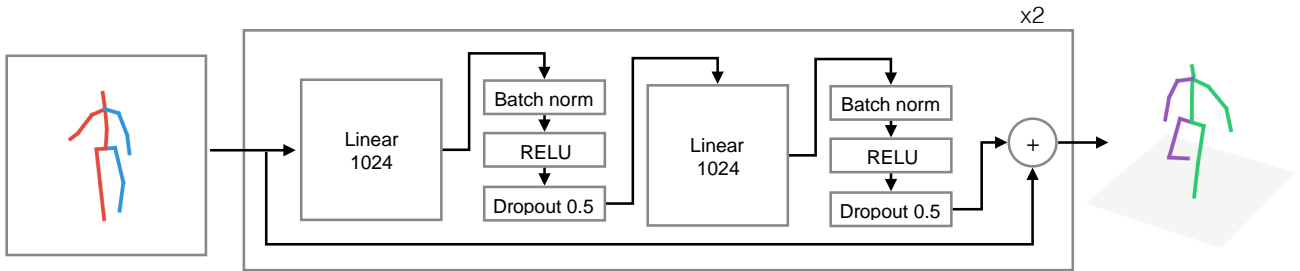 x2
Linear
1024
Batch norm
RELU
Dropout 0.5
Linear
1024
Batch norm
RELU
Dropout 0.5
+